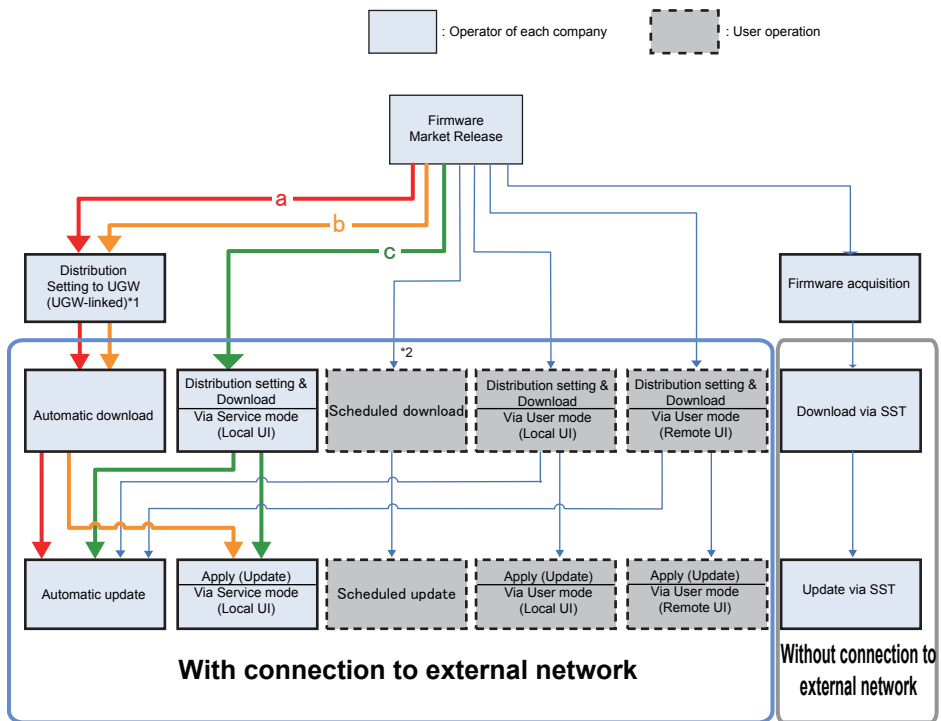 : Operator of each company
: User operation
Firmware
Market Release
a
b
c
Distribution
Setting to UGW
(UGW-linked)*1
Firmware acquisition
*2
Automatic download
Distribution setting &
Download
Via Service mode
(Local UI)
Scheduled download
Distribution setting &
Download
Via User mode
(Local UI)
Distribution setting &
Download
Via User mode
(Remote UI)
Download via SST
Automatic update
Apply (Update)
Via Service mode
(Local UI)
Scheduled update
Apply (Update)
Via User mode
(Local UI)
Apply (Update)
Via User mode
(Remote UI)
Update via SST
With connection to external network
Without connection to
external network